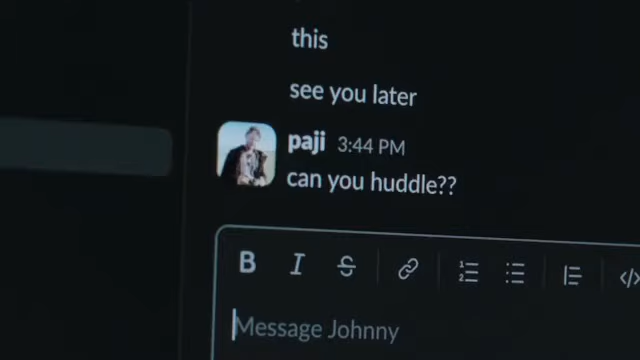 this
see you later
paji 3:44 PM
can you huddle??
B I S
Message Johnny